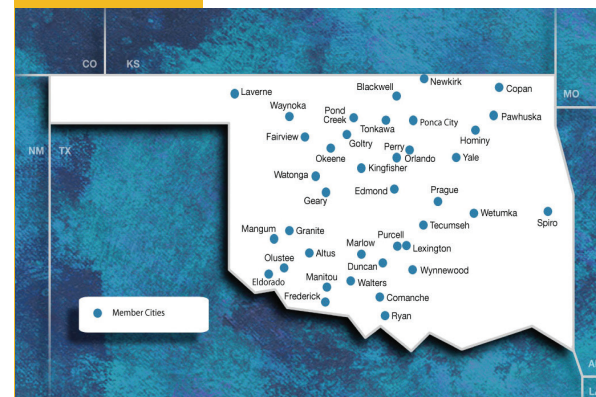 CO
KS
MO
NM
TX
Laverne
Blackwell
Newkirk
Copan
Waynoka
Pond
Creek
Tonkawa
Ponca City
Pawhuska
Fairview
Goltry
Perry
Hominy
Okeene
Orlando
Yale
Kingfisher
Watonga
Geary
Edmond
Prague
Wetumka
Spiro
Mangum
Granite
Purcell
Tecumseh
Marlow
Lexington
Olustee
Altus
Duncan
Wynnewood
Eldorado
Manitou
Walters
Frederick
Comanche
Ryan
Member Cities